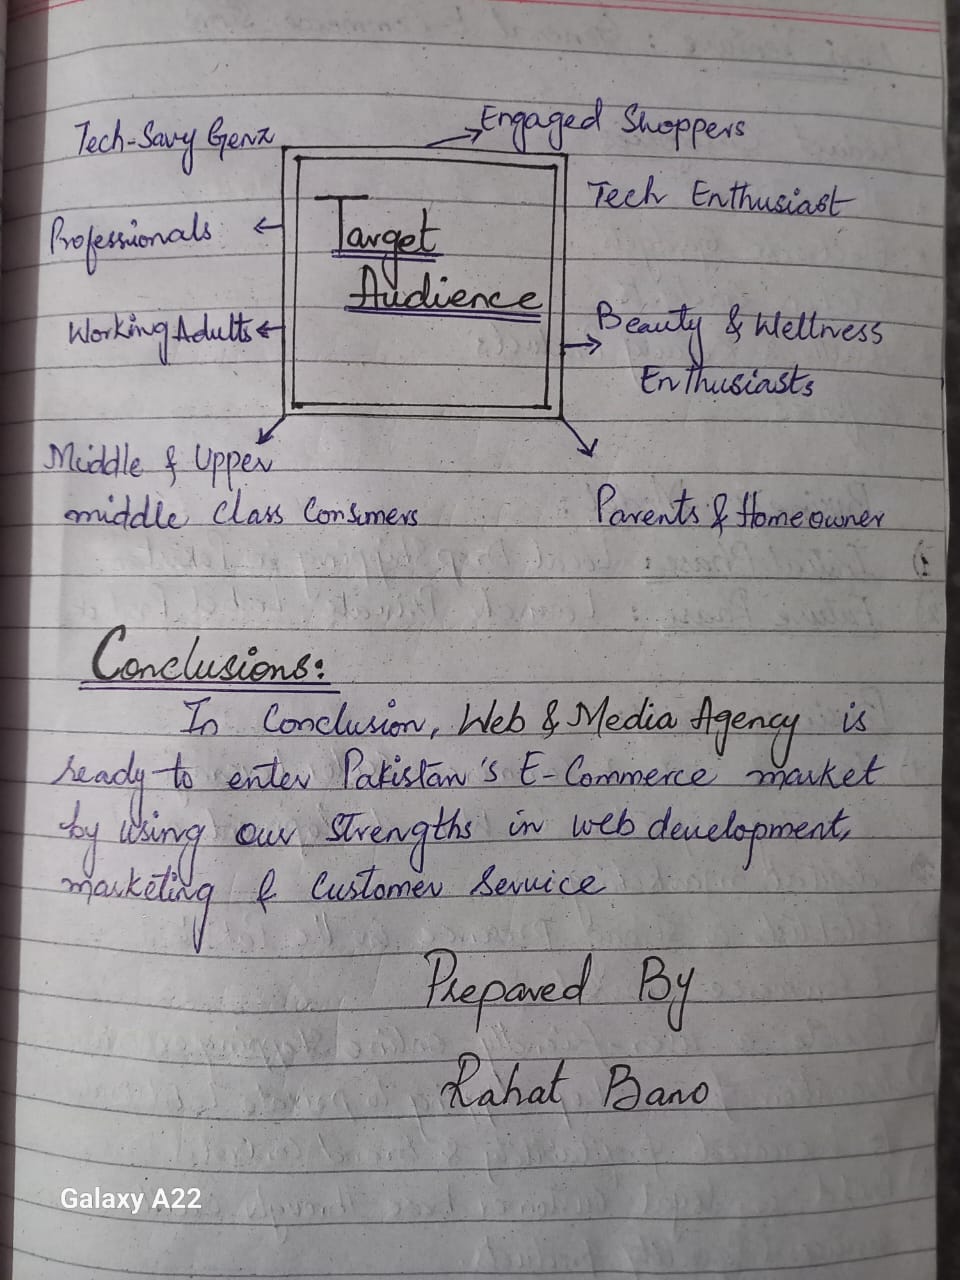 Tech-Savy Genz
Engaged Shoppers
Tech Enthusiast
Professionals
Target
Audience
Working Adults
Beauty & Wellness
Enthusiasts
Middle & Upper
middle Class Consumers
Parents & Homeowner
Conclusions:
In Conclusion, Web & Media Agency is
ready to enter Pakistan's E-Commerce market
by using our strengths in web development,
marketing & Customer Service
Prepared By
Rahat Bano
Galaxy A22